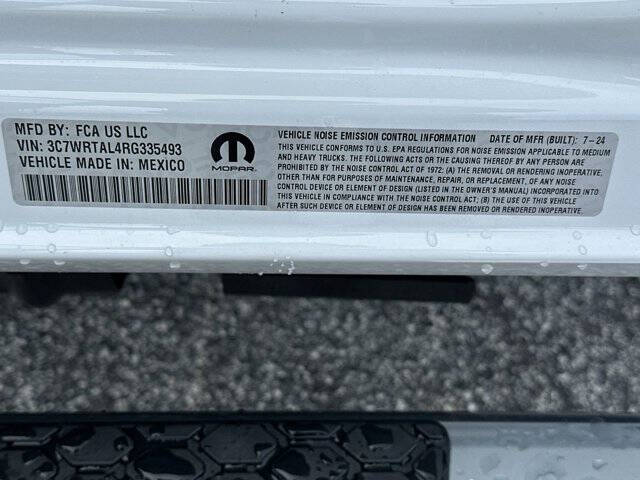 MFD BY: FCA US LLC
VIN: 3C7WRTAL4RG335493
VEHICLE MADE IN: MEXICO
MOPAR
VEHICLE NOISE EMISSION CONTROL INFORMATION DATE OF MFR (BUILT): 7-24
THIS VEHICLE CONFORMS TO U.S. EPA REGULATIONS FOR NOISE EMISSION APPLICABLE TO MEDIUM
AND HEAVY TRUCKS. THE FOLLOWING ACTS OR THE CAUSING THEREOF BY ANY PERSON ARE
PROHIBITED BY THE NOISE CONTROL ACT OF 1972: (A) THE REMOVAL OR RENDERING INOPERATIVE,
OTHER THAN FOR PURPOSES OF MAINTENANCE, REPAIR, OR REPLACEMENT, OF ANY NOISE
CONTROL DEVICE OR ELEMENT OF DESIGN (LISTED IN THE OWNER'S MANUAL) INCORPORATED INTO
THIS VEHICLE IN COMPLIANCE WITH THE NOISE CONTROL ACT; (B) THE USE OF THIS VEHICLE
AFTER SUCH DEVICE OR ELEMENT OF DESIGN HAS BEEN REMOVED OR RENDERED INOPERATIVE.